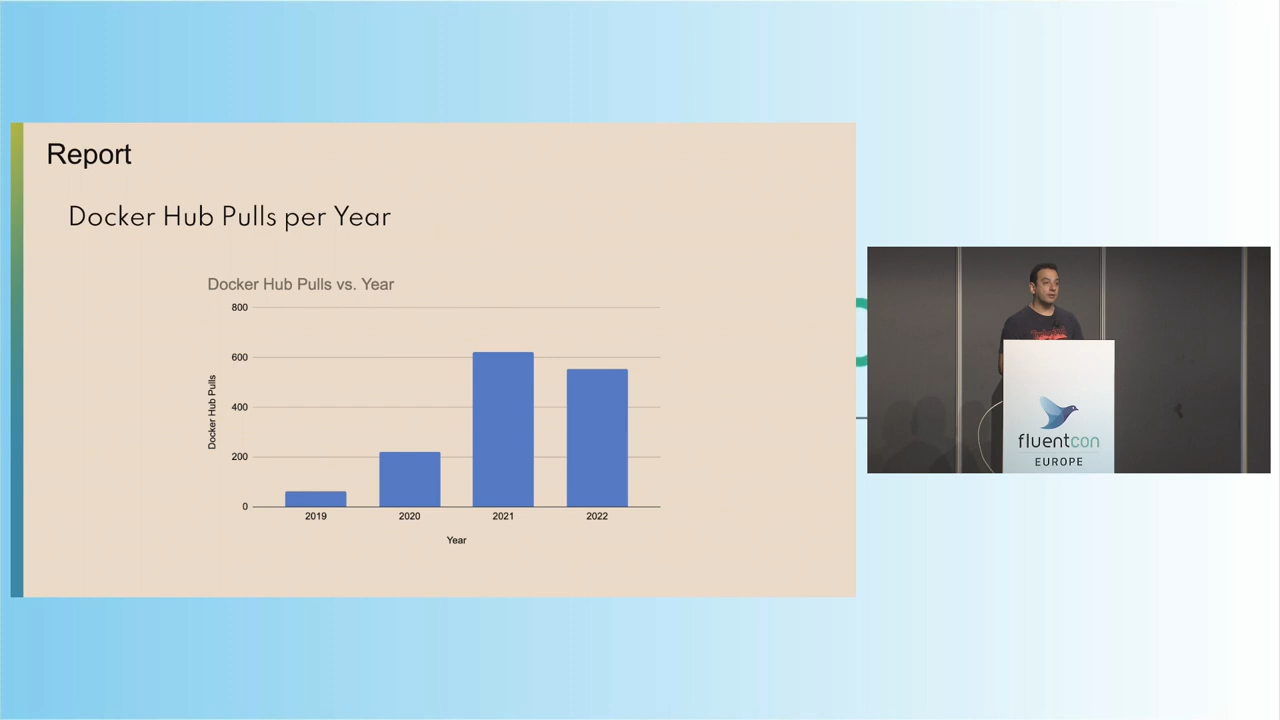 Report
Docker Hub Pulls per Year
Docker Hub Pulls vs. Year
800
600
400
200
0
Docker Hub Pulls
2019
2020
2021
2022
Year
fluentcon
EUROPE